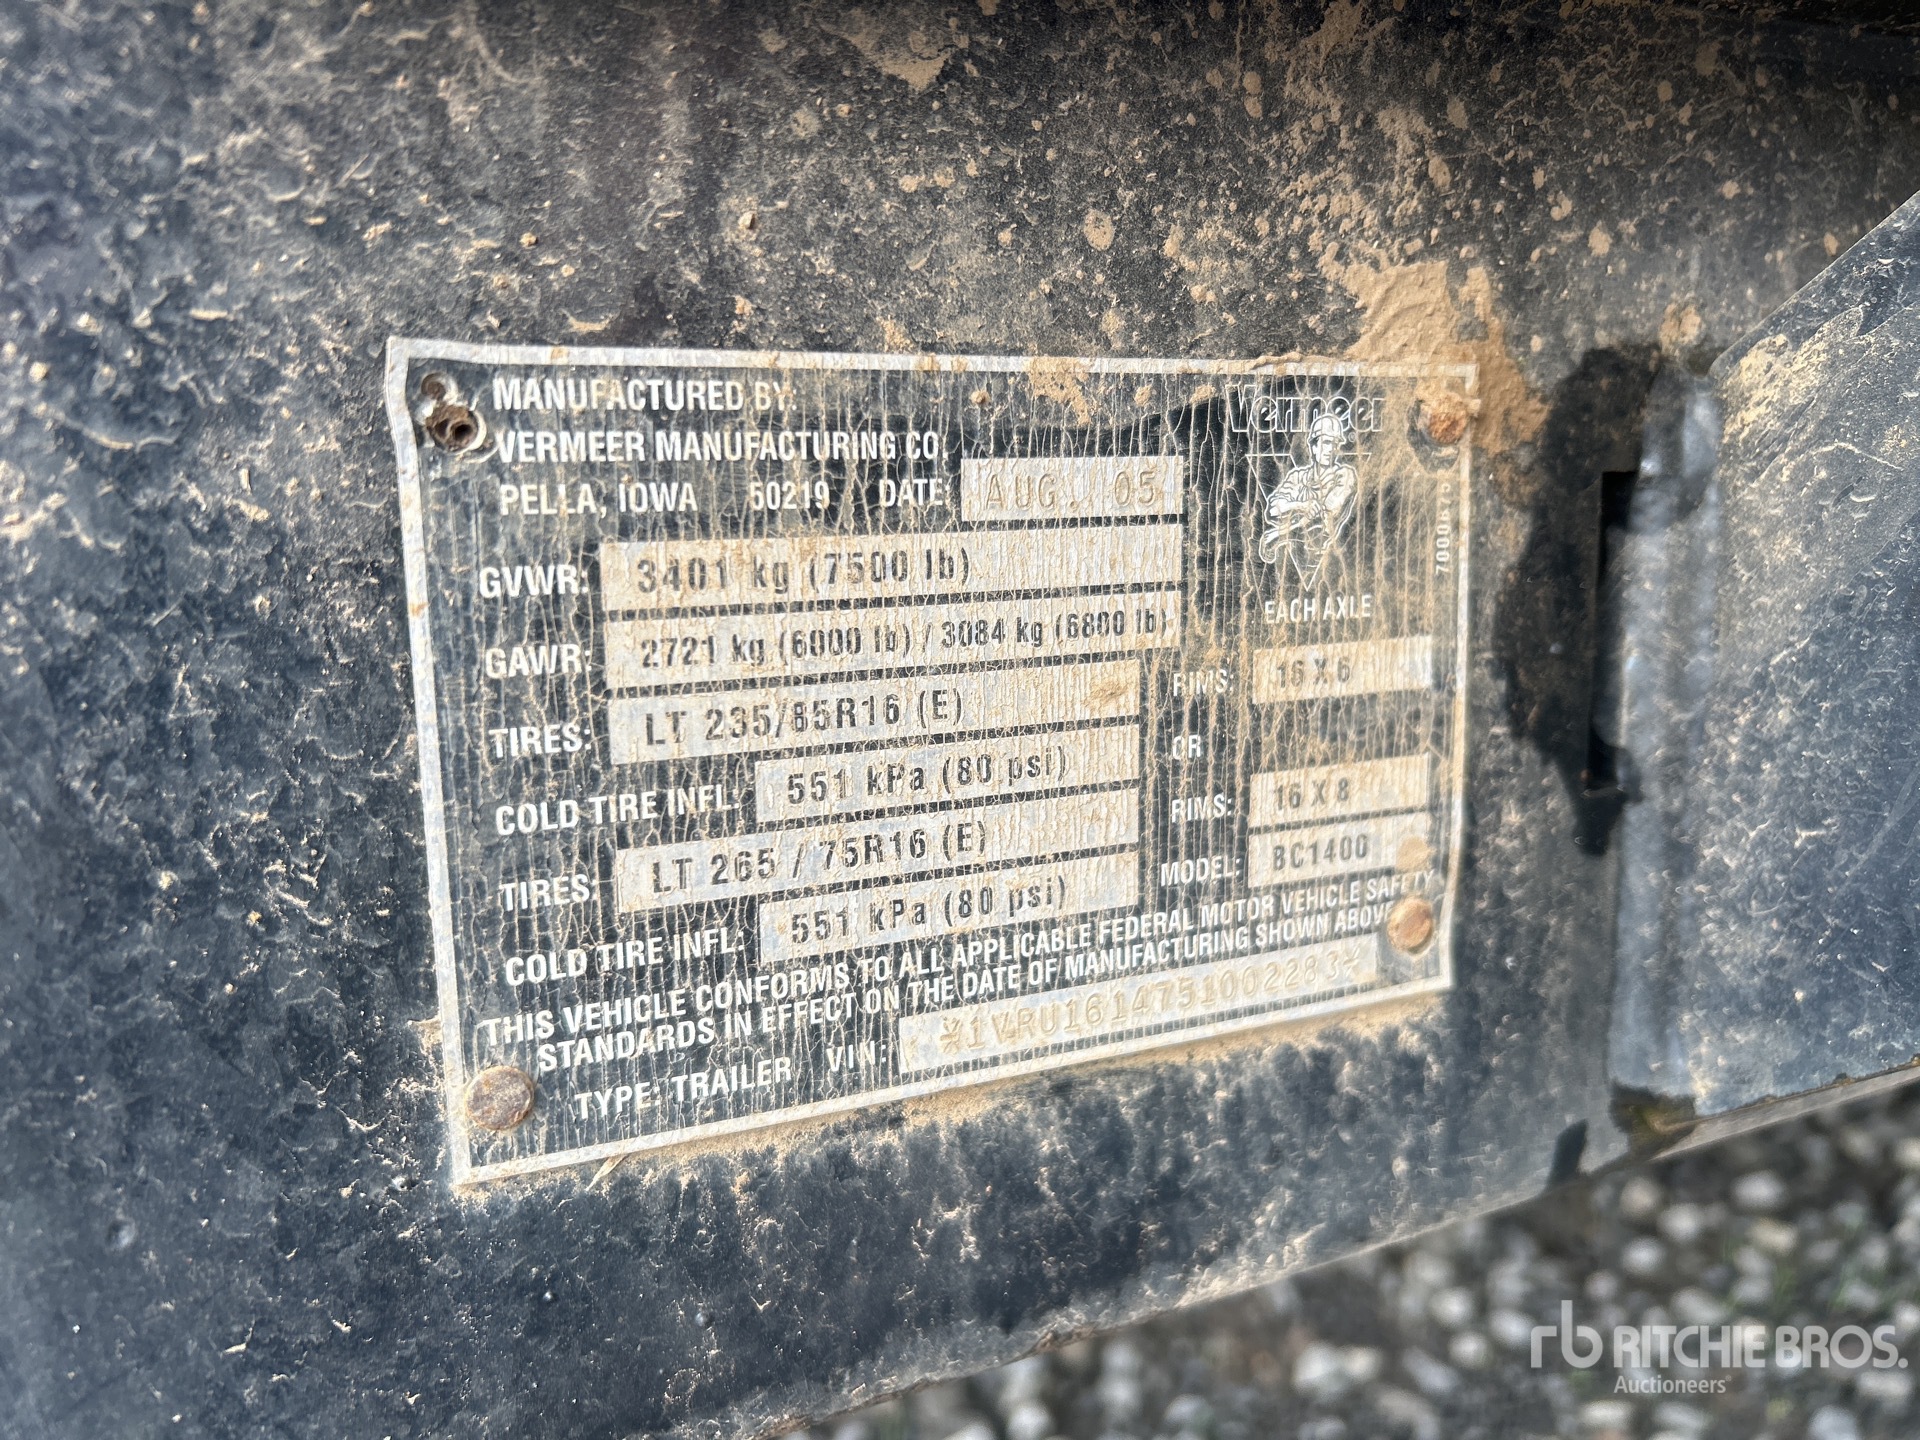 MANUFACTURED BY:
VERMEER MANUFACTURING CO.
PELLA, IOWA 50219 DATE: AUG. 05
Vermeer®
EACH AXLE
GVWR: 3401 kg (7500 lb)
GAWR: 2721 kg (6000 lb) / 3084 kg (6800 lb)
TIRES: LT 235/85R16 (E) RIMS: 16 X 6
COLD TIRE INFL. 551 kPa (80 psi) OR
TIRES: LT 265 / 75R16 (E) RIMS: 16 X 8
COLD TIRE INFL: 551 kPa (80 psi) MODEL: BC1400
THIS VEHICLE CONFORMS TO ALL APPLICABLE FEDERAL MOTOR VEHICLE SAFETY
STANDARDS IN EFFECT ON THE DATE OF MANUFACTURING SHOWN ABOVE
TYPE: TRAILER VIN: *1VRU1614751002283*
rb RITCHIE BROS.
Auctioneers